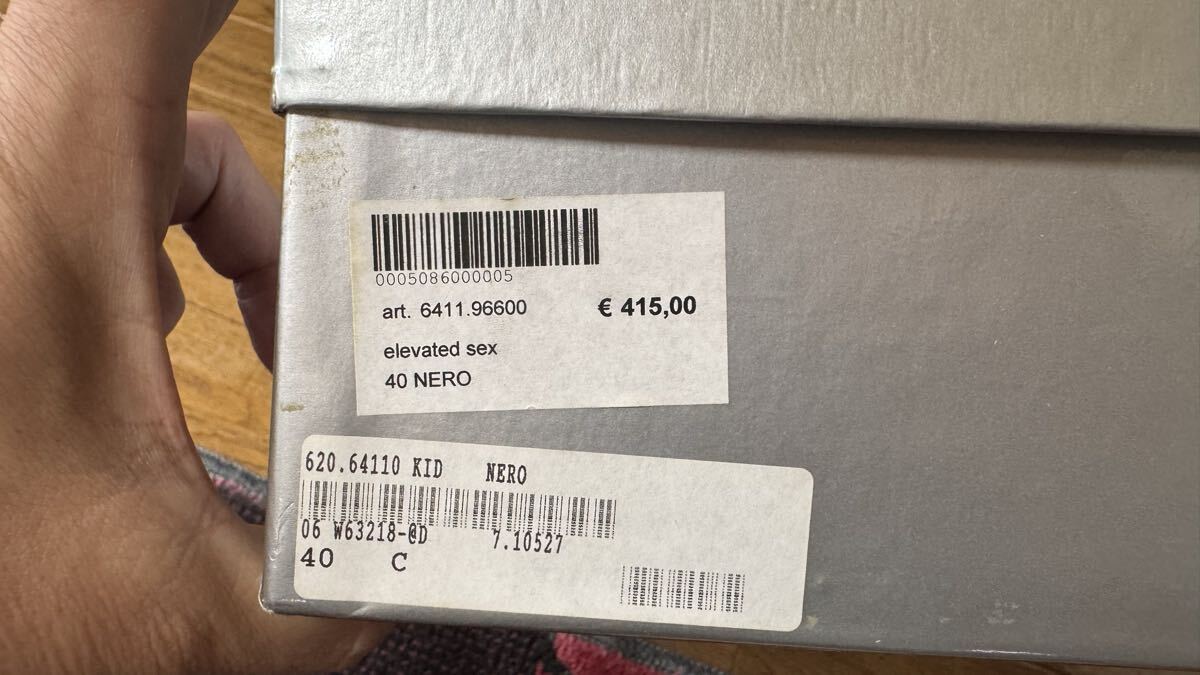 0005086000005
art. 6411.96600 € 415,00
elevated sex
40 NERO
620.64110 KID NERO
06 W63218-@D 7.10527
40 C